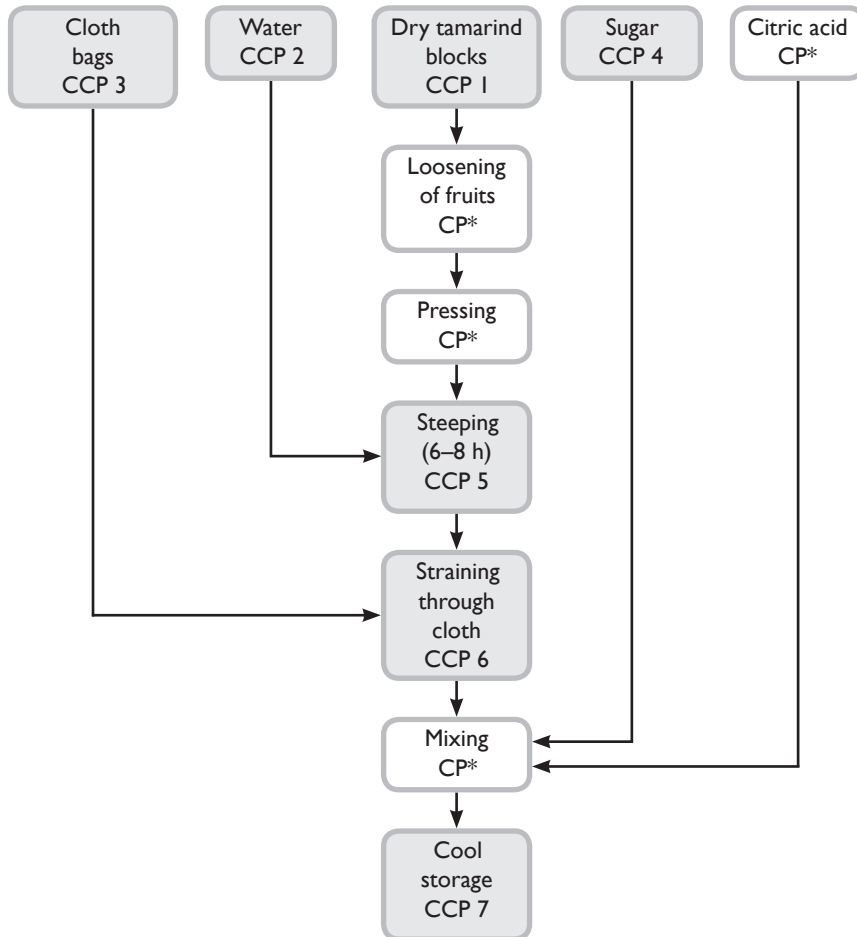 Cloth
bags
CCP 3
Water
CCP 2
Dry tamarind
blocks
CCP 1
Sugar
CCP 4
Citric acid
CP*
Loosening
of fruits
CP*
Pressing
CP*
Steeping
(6–8 h)
CCP 5
Straining
through
cloth
CCP 6
Mixing
CP*
Cool
storage
CCP 7